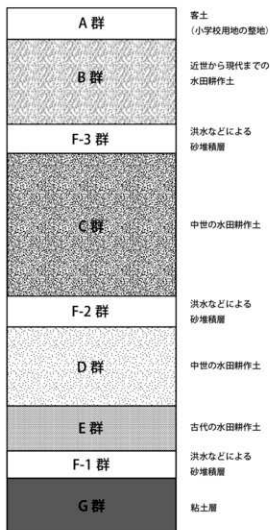 A 群
客土
(小学校用地の整地)
B 群
近世から現代までの
水田耕作土
F-3 群
洪水などによる
砂堆積層
C 群
中世の水田耕作土
F-2 群
洪水などによる
砂堆積層
D 群
中世の水田耕作土
E 群
古代の水田耕作土
F-1 群
洪水などによる
砂堆積層
G 群
粘土層